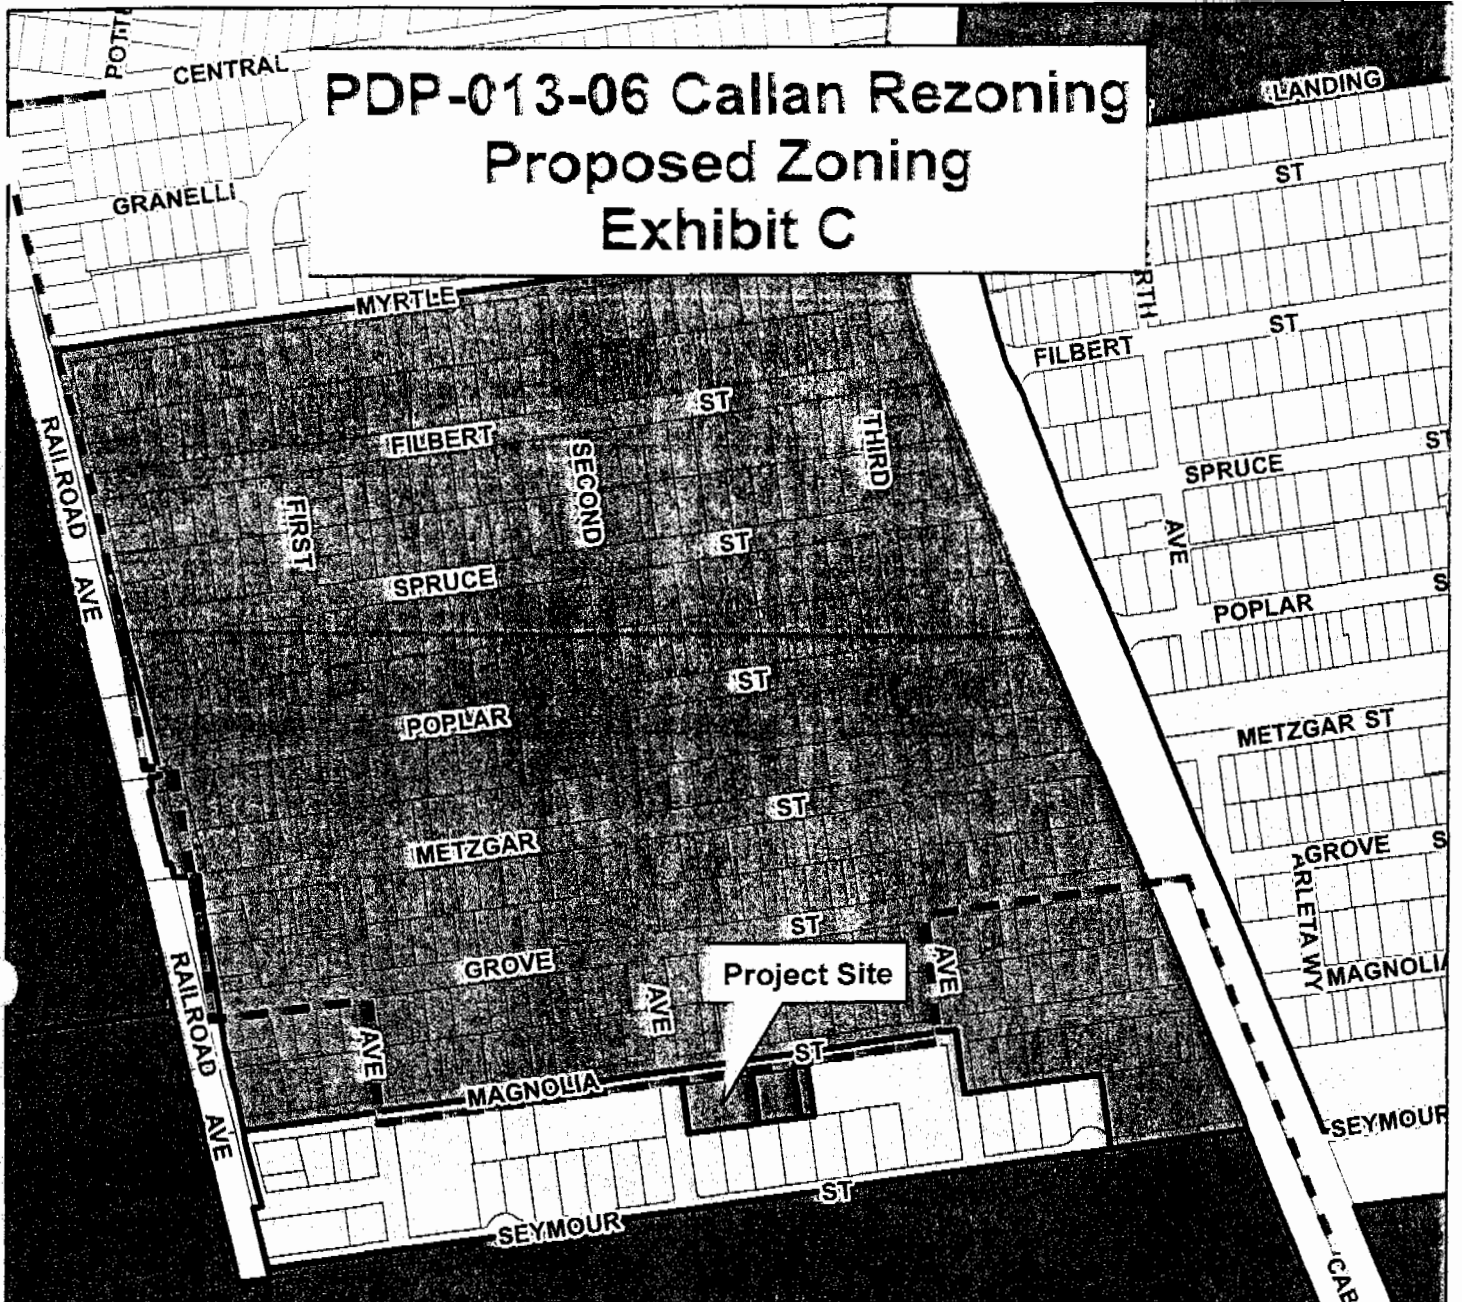 CENTRAL
PDP-013-06 Callan Rezoning
Proposed Zoning
Exhibit C
LANDING
ST
GRANELLI
MYRTLE
ST
FILBERT
RAILROAD
AVE
FILBERT
ST
SECOND
THIRD
SPRUCE
FIRST
ST
AVE
SPRUCE
POPLAR
ST
POPLAR
METZGAR ST
ST
METZGAR
GROVE
ARLETA WY
ST
GROVE
AVE
Project Site
MAGNOLIA
RAILROAD
AVE
AVE
AVE
ST
MAGNOLIA
SEYMOUR
ST
SEYMOUR